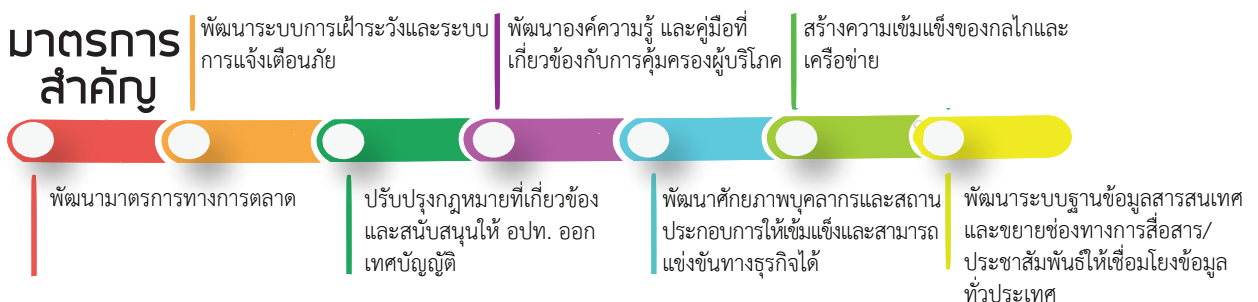 มาตรการ
สำคัญ
พัฒนามาตรการทางการตลาด
พัฒนาระบบการเฝ้าระวังและระบบ
การแจ้งเตือนภัย
ปรับปรุงกฎหมายที่เกี่ยวข้อง
และสนับสนุนให้ อปท. ออก
เทศบัญญัติ
พัฒนาองค์ความรู้ และคู่มือที่
เกี่ยวข้องกับการคุ้มครองผู้บริโภค
พัฒนาศักยภาพบุคลากรและสถาน
ประกอบการให้เข้มแข็งและสามารถ
แข่งขันทางธุรกิจได้
สร้างความเข้มแข็งของกลไกและ
เครือข่าย
พัฒนาระบบฐานข้อมูลสารสนเทศ
และขยายช่องทางการสื่อสาร/
ประชาสัมพันธ์ให้เชื่อมโยงข้อมูล
ทั่วประเทศ